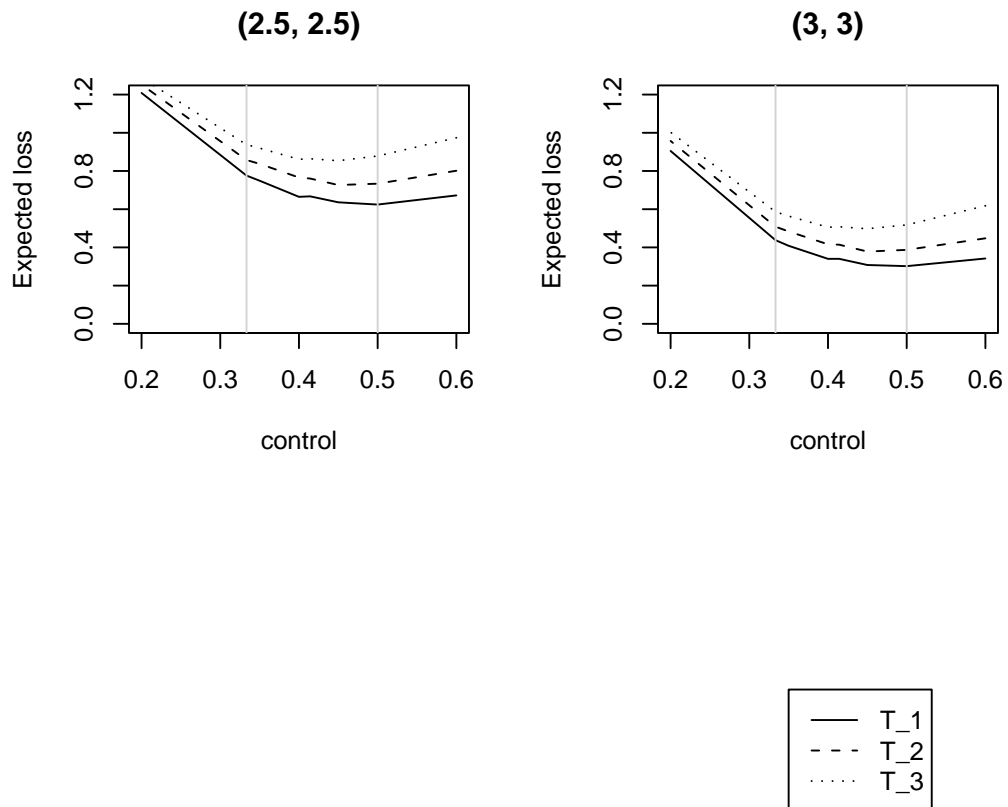 (2.5, 2.5)
Expected loss
0.0 0.4 0.8 1.2
0.2 0.3 0.4 0.5 0.6
control
(3, 3)
Expected loss
0.0 0.4 0.8 1.2
0.2 0.3 0.4 0.5 0.6
control
T_1
T_2
T_3